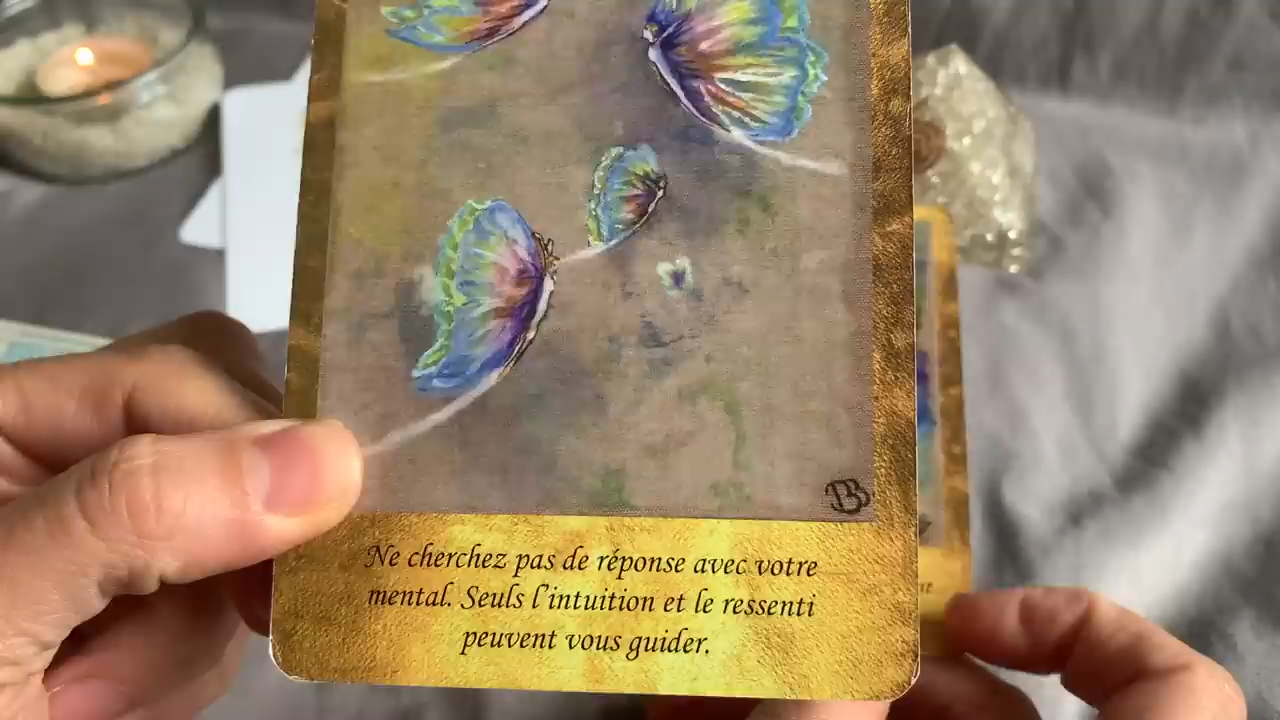 B
Ne cherchez pas de réponse avec votre
mental. Seuls l'intuition et le ressenti
peuvent vous guider.